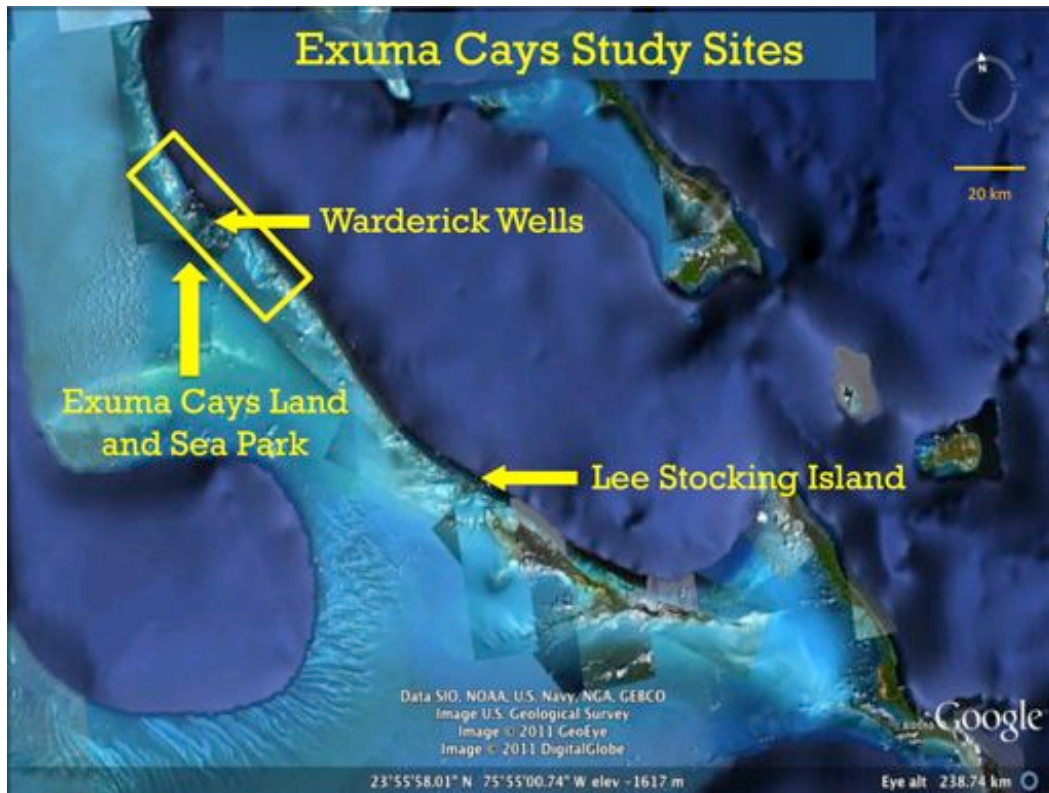 Exuma Cays Study Sites
N
20 km
Warderick Wells
Exuma Cays Land
and Sea Park
Lee Stocking Island
Data SIO, NOAA, U.S. Navy, NGA, GEBCO
Image U.S. Geological Survey
Image © 2011 GeoEye
Image © 2011 DigitalGlobe
Google
23°55'58.01" N 75°55'00.74" W elev -1617 m
Eye alt 238.74 km